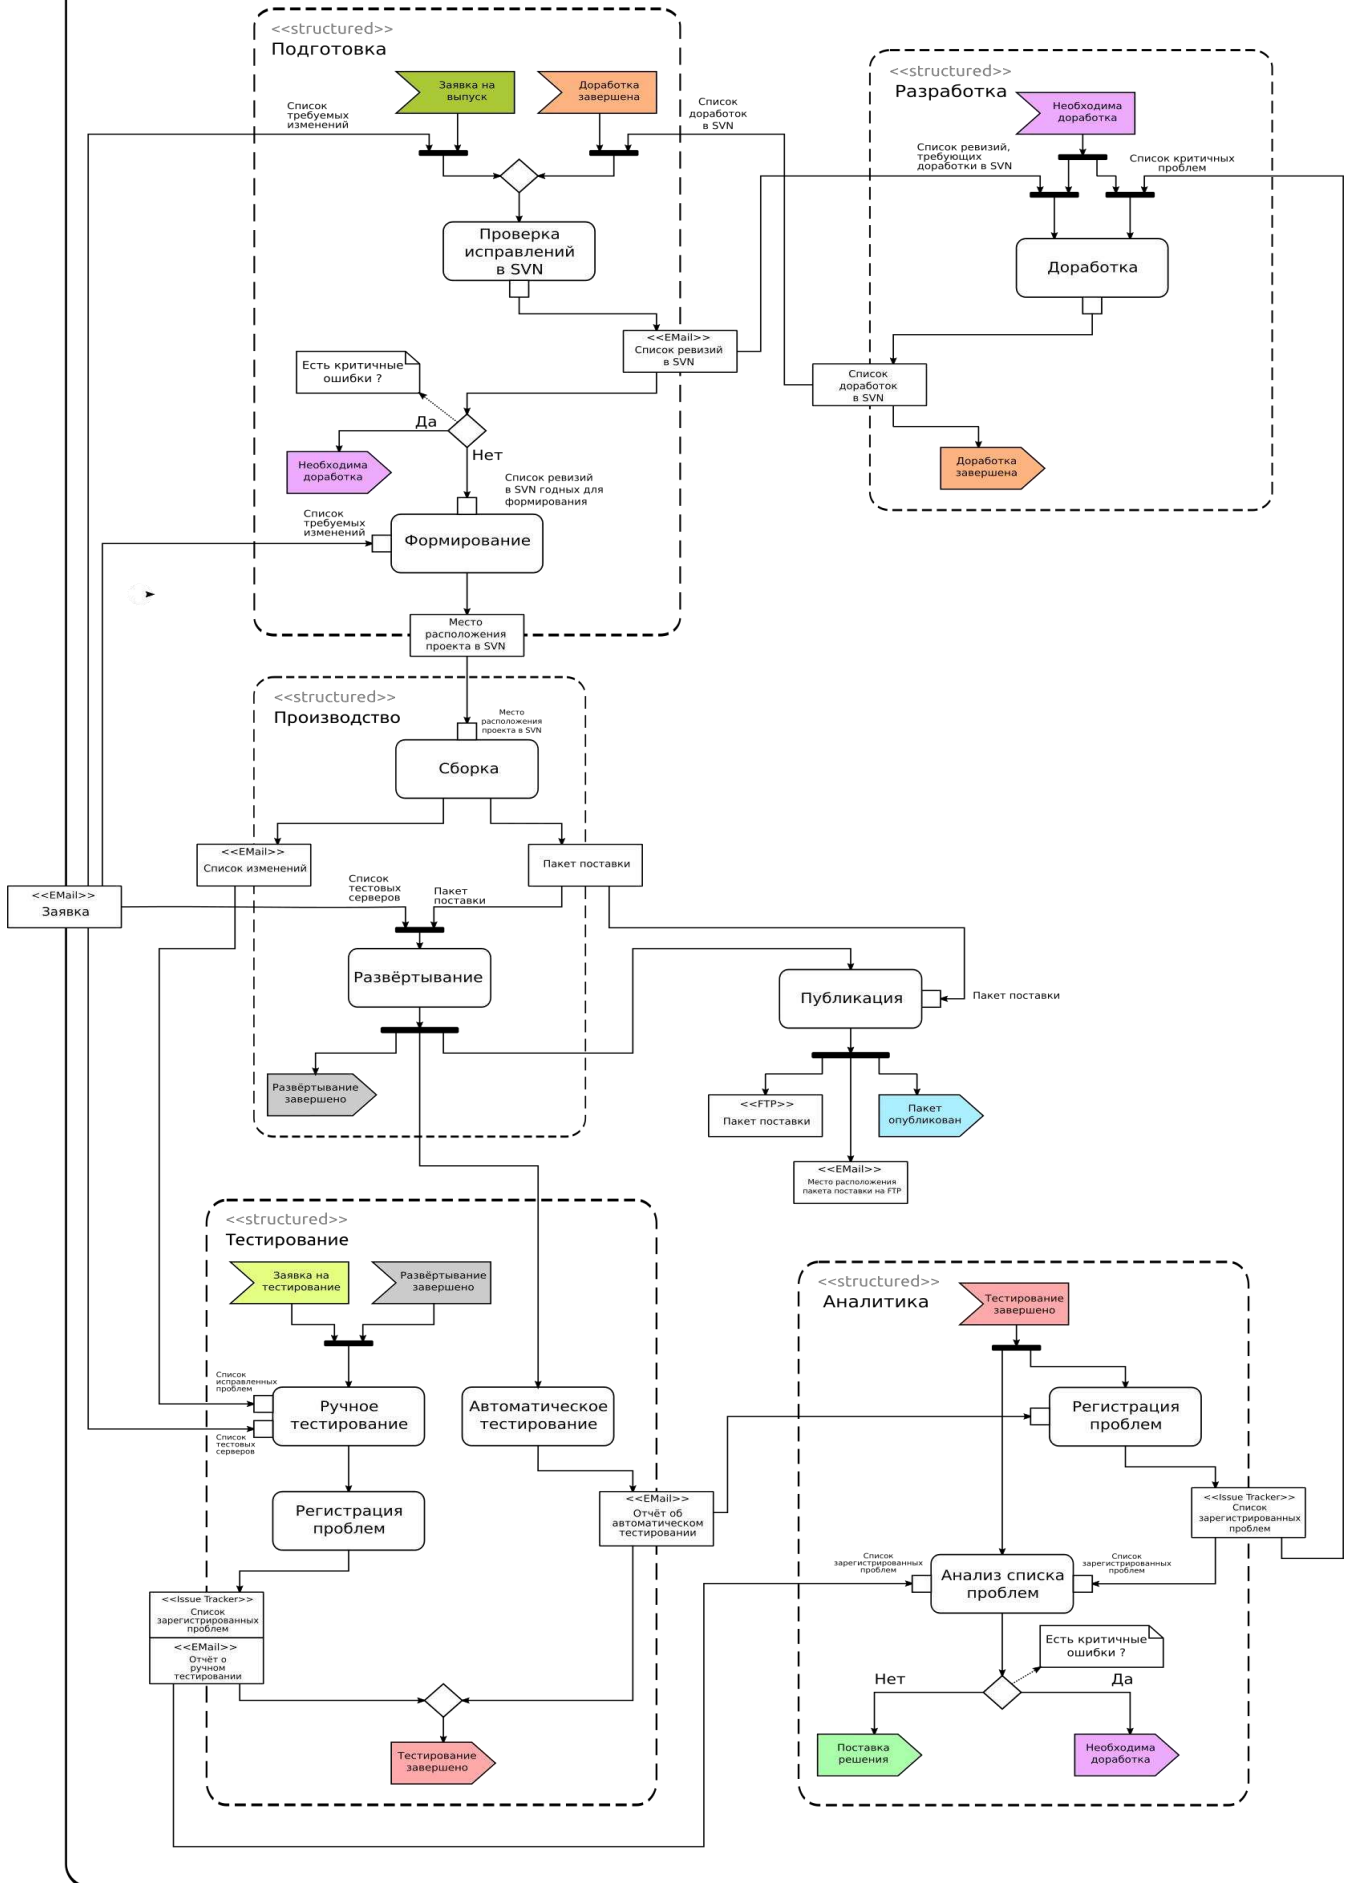 <<structured>>
Подготовка
Заявка на
выпуск
Доработка
завершена
Список
требуемых
изменений
Список
доработок
в SVN
Проверка
исправлений
в SVN
<<EMail>>
Список ревизий
в SVN
Есть критичные
ошибки ?
Да
Нет
Необходима
доработка
Список ревизий
в SVN годных для
формирования
Список
требуемых
изменений
Формирование
Место
расположения
проекта в SVN
<<structured>>
Разработка
Необходима
доработка
Список ревизий,
требующих
доработки в SVN
Список критичных
проблем
Доработка
Список
доработок
в SVN
Доработка
завершена
<<structured>>
Производство
Место
расположения
проекта в SVN
Сборка
<<EMail>>
Список изменений
Пакет поставки
<<EMail>>
Заявка
Список
тестовых
серверов
Пакет
поставки
Развёртывание
Развёртывание
завершено
Публикация
Пакет поставки
<<FTP>>
Пакет поставки
Пакет
опубликован
<<EMail>>
Место расположения
пакета поставки на FTP
<<structured>>
Тестирование
Заявка на
тестирование
Развёртывание
завершено
Список
исправленных
проблем
Ручное
тестирование
Список
тестовых
серверов
Автоматическое
тестирование
Регистрация
проблем
<<EMail>>
Отчёт об
автоматическом
тестировании
<<Issue Tracker>>
Список
зарегистрированных
проблем
<<EMail>>
Отчёт о
ручном
тестировании
Тестирование
завершено
<<structured>>
Аналитика
Тестирование
завершено
Регистрация
проблем
<<Issue Tracker>>
Список
зарегистрированных
проблем
Список
зарегистрированных
проблем
Анализ списка
проблем
Список
зарегистрированных
проблем
Есть критичные
ошибки ?
Нет
Да
Поставка
решения
Необходима
доработка